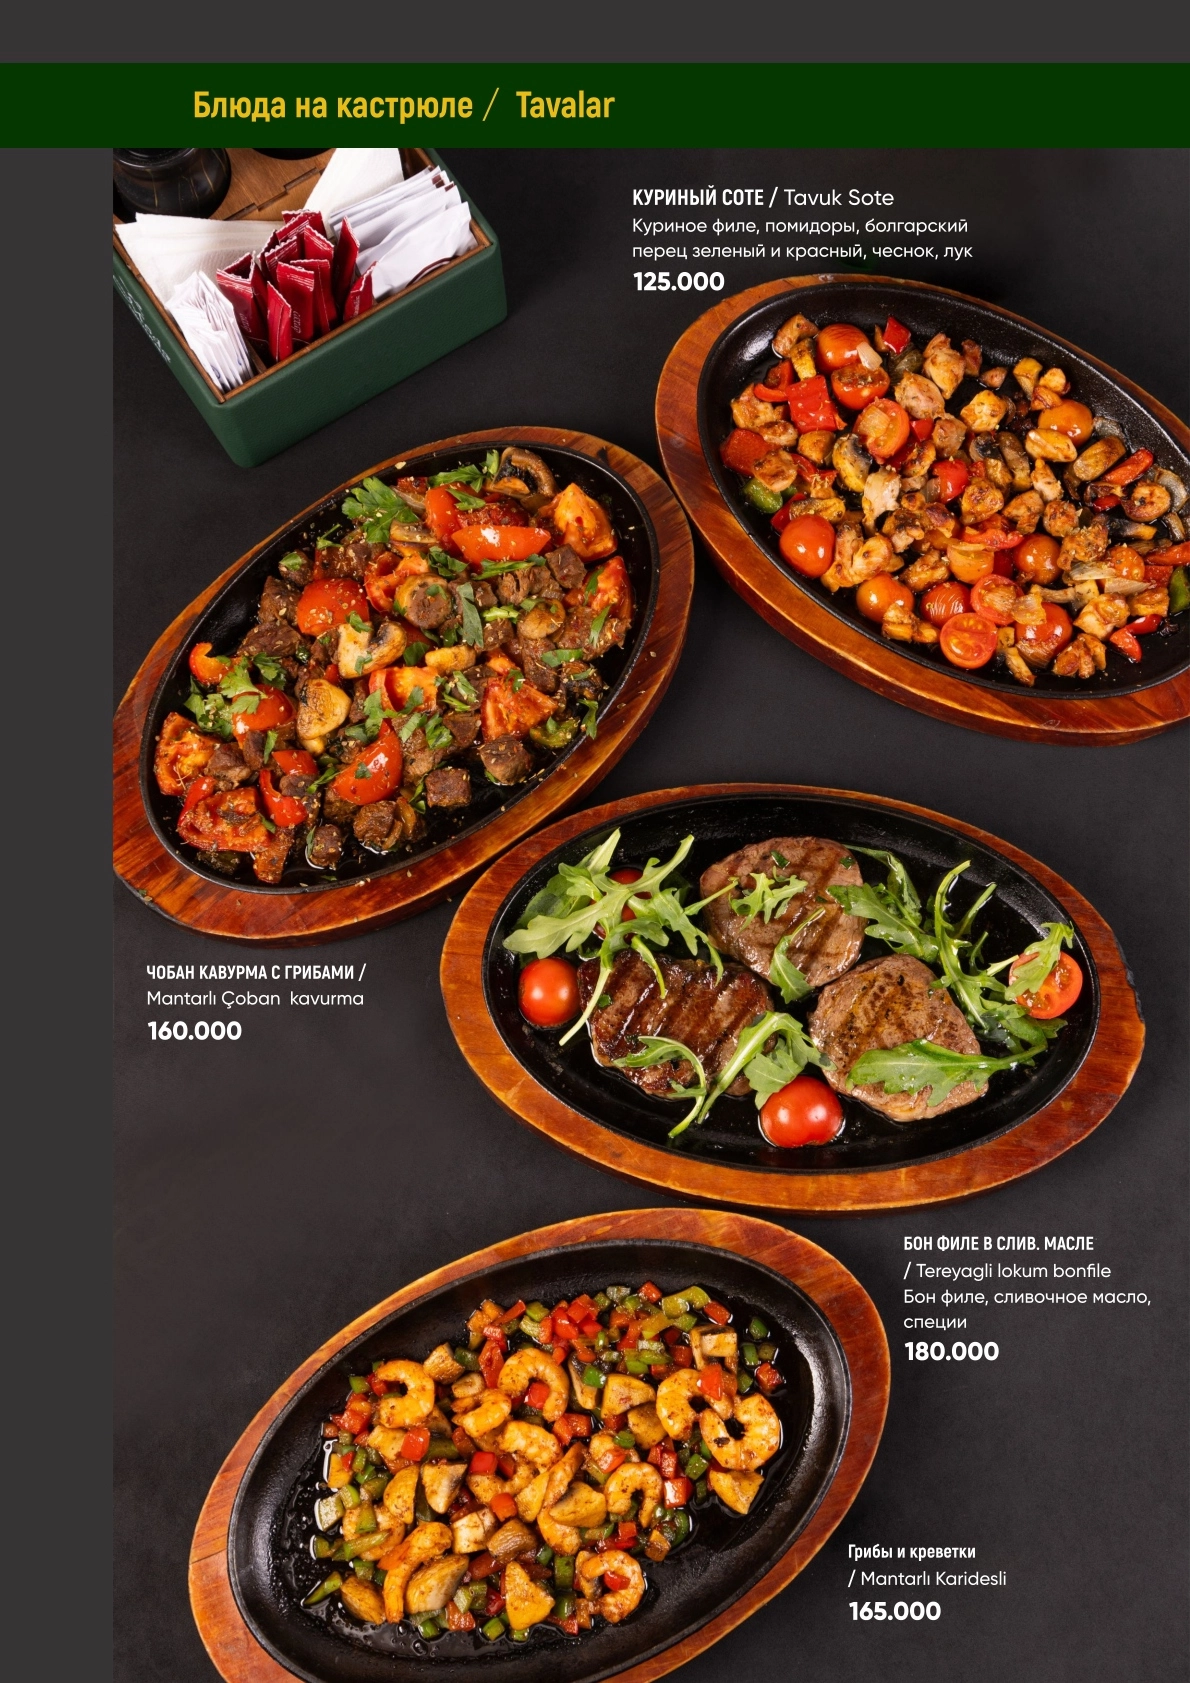 Блюда на кастрюле / Tavalar
КУРИНЫЙ СОТЕ / Tavuk Sote
Куриное филе, помидоры, болгарский
перец зеленый и красный, чеснок, лук
125.000
ЧОБАН КАВУРМА С ГРИБАМИ /
Mantarlı Çoban kavurma
160.000
БОН ФИЛЕ В СЛИВ. МАСЛЕ
/ Tereyagli lokum bonfile
Бон филе, сливочное масло,
специи
180.000
Грибы и креветки
/ Mantarlı Karidesli
165.000